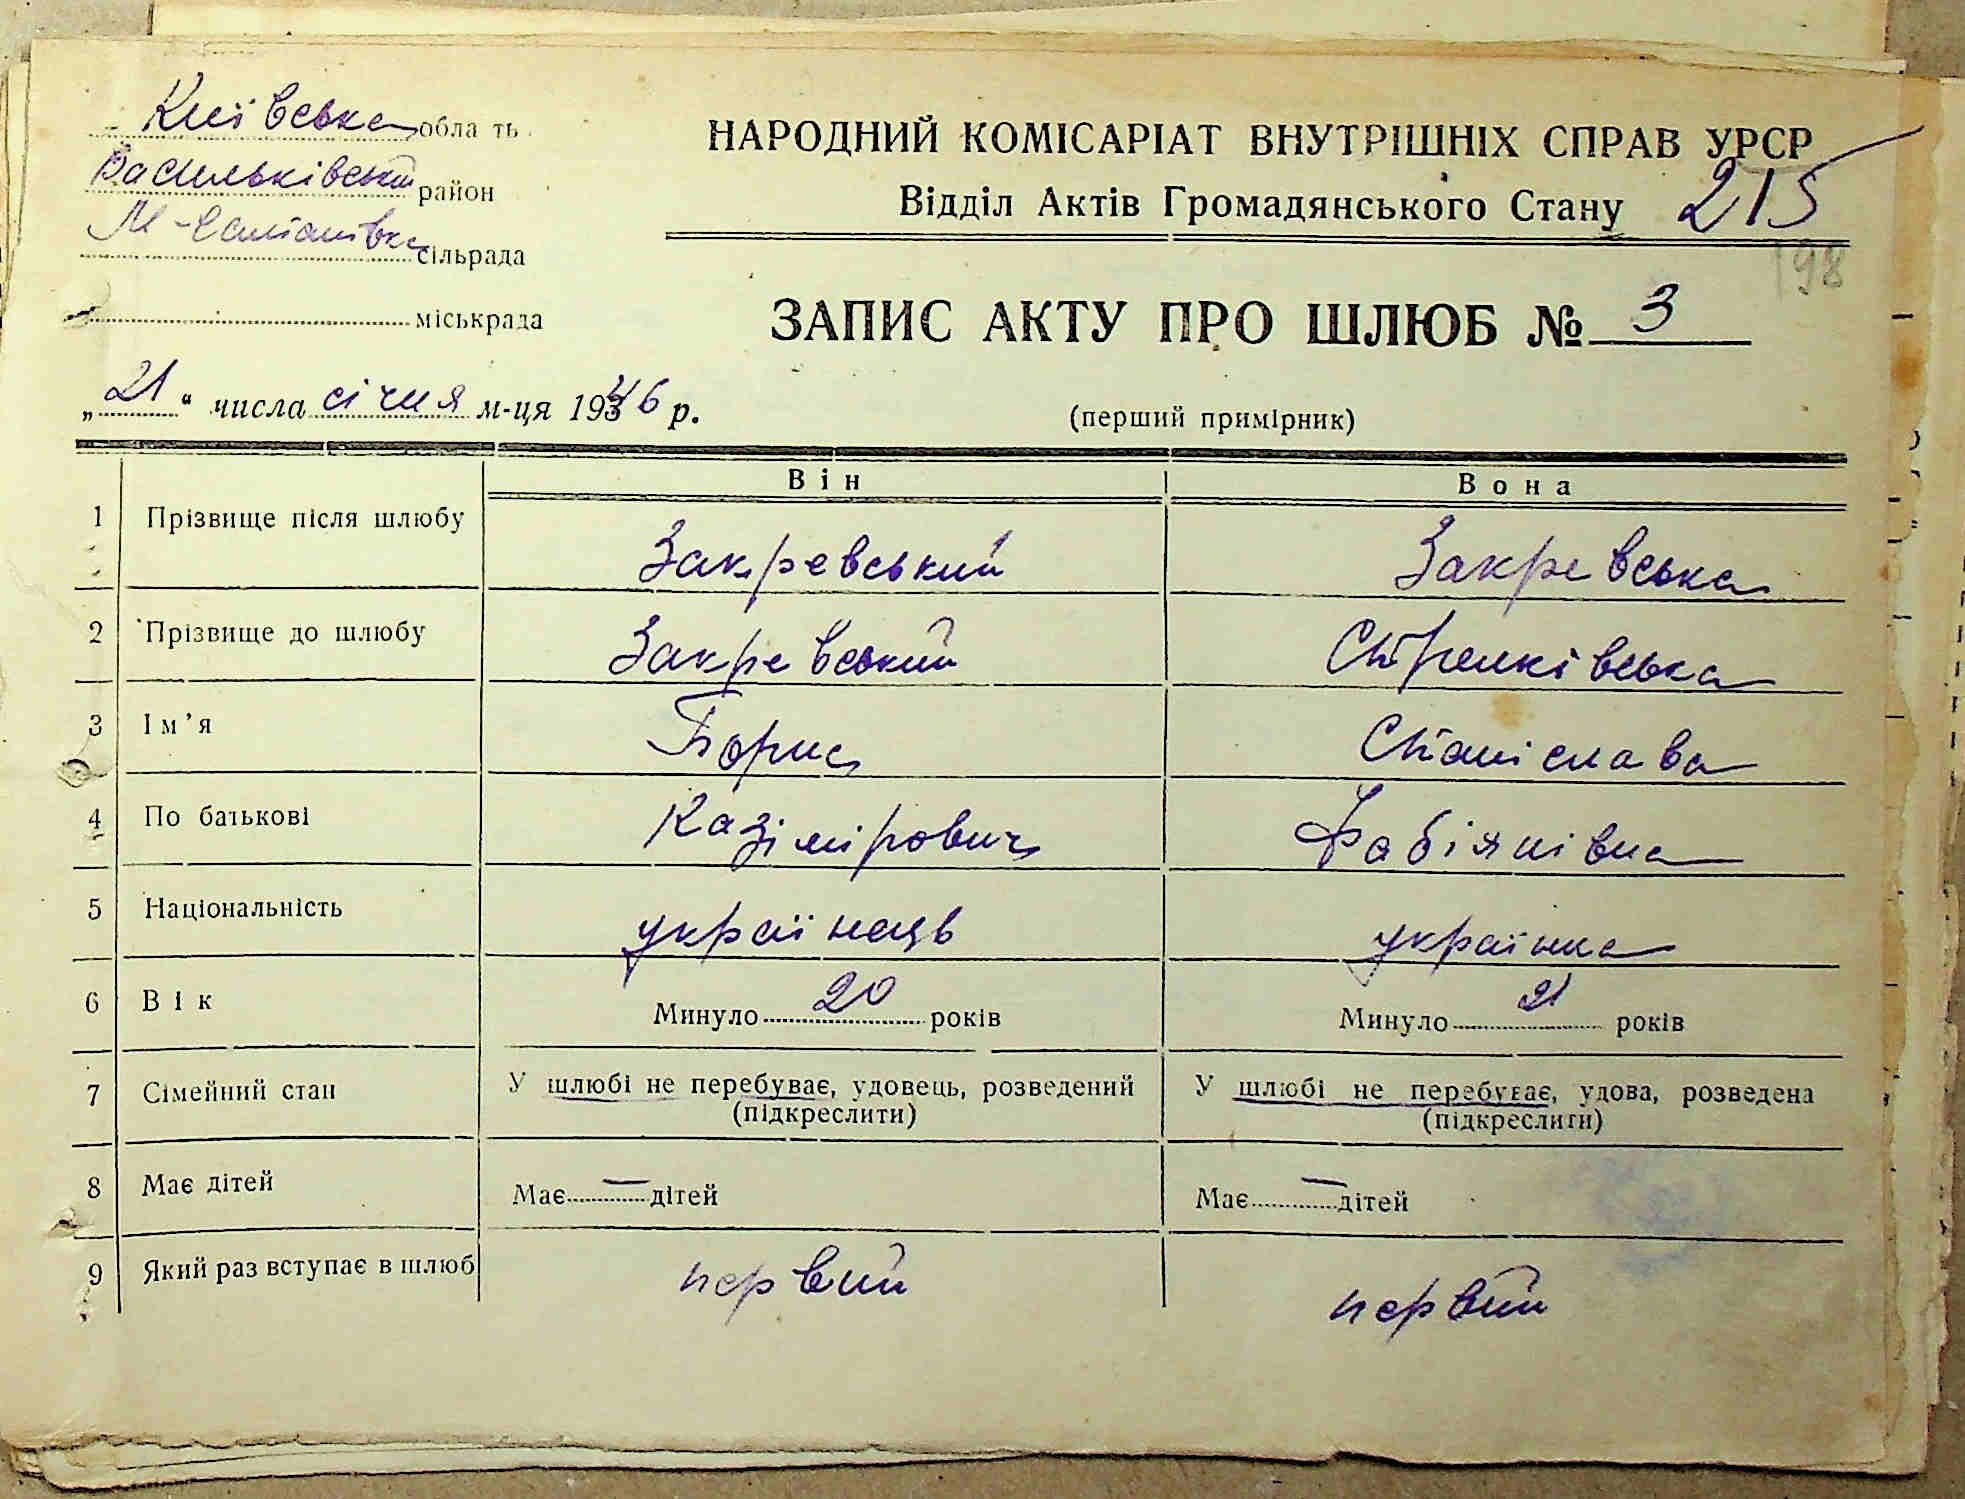 Київська область
Васильківський район
М-Салтанівка сільрада
міськрада
НАРОДНИЙ КОМІСАРІАТ ВНУТРІШНІХ СПРАВ УРСР
Відділ Актів Громадянського Стану 215
198
ЗАПИС АКТУ ПРО ШЛЮБ № 3
„21“ числа січня м-ця 1946 р.
(перший примірник)
Він Вона
1 Прізвище після шлюбу Закревський Закревська
2 Прізвище до шлюбу Закревський Стрелківська
3 Ім’я Борис Станіслава
4 По батькові Казімірович Фабіянівна
5 Національність українець українка
6 Вік Минуло 20 років Минуло 21 років
7 Сімейний стан У шлюбі не перебуває, удовець, розведений У шлюбі не перебуває, удова, розведена
(підкреслити) (підкреслити)
8 Має дітей Має — дітей Має — дітей
9 Який раз вступає в шлюб первий первий